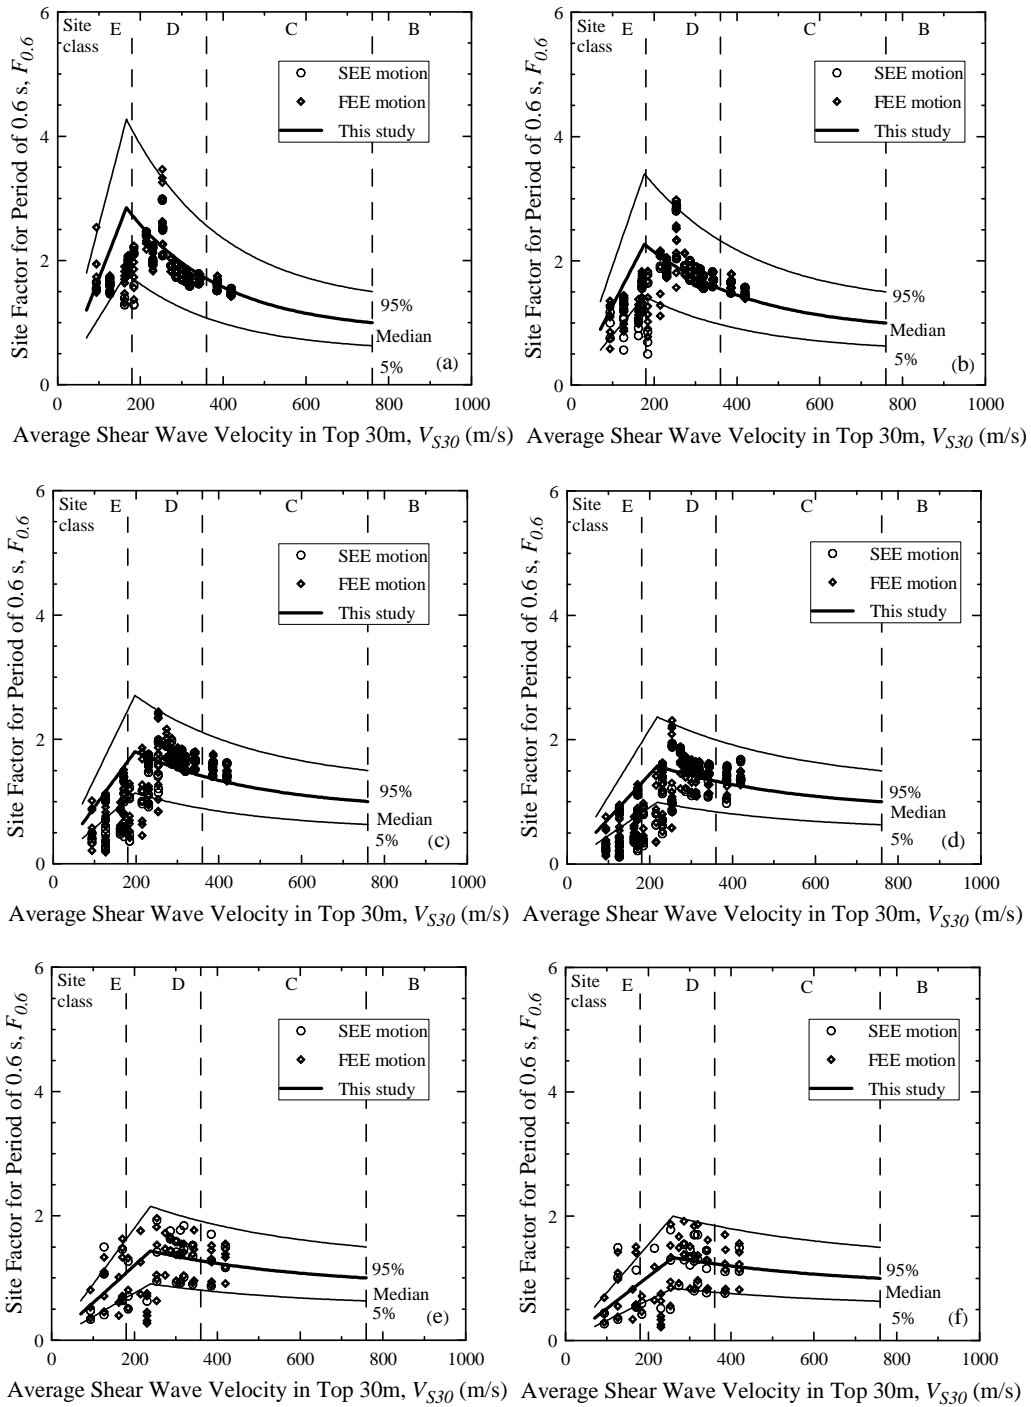 Site class E D C B
SEE motion
FEE motion
This study
95%
Median
5%
(a)
0 2 4 6
0 200 400 600 800 1000
Site Factor for Period of 0.6 s, F0.6
Average Shear Wave Velocity in Top 30m, VS30 (m/s)
Site class E D C B
SEE motion
FEE motion
This study
95%
Median
5%
(b)
0 2 4 6
0 200 400 600 800 1000
Site Factor for Period of 0.6 s, F0.6
Average Shear Wave Velocity in Top 30m, VS30 (m/s)
Site class E D C B
SEE motion
FEE motion
This study
95%
Median
5%
(c)
0 2 4 6
0 200 400 600 800 1000
Site Factor for Period of 0.6 s, F0.6
Average Shear Wave Velocity in Top 30m, VS30 (m/s)
Site class E D C B
SEE motion
FEE motion
This study
95%
Median
5%
(d)
0 2 4 6
0 200 400 600 800 1000
Site Factor for Period of 0.6 s, F0.6
Average Shear Wave Velocity in Top 30m, VS30 (m/s)
Site class E D C B
SEE motion
FEE motion
This study
95%
Median
5%
(e)
0 2 4 6
0 200 400 600 800 1000
Site Factor for Period of 0.6 s, F0.6
Average Shear Wave Velocity in Top 30m, VS30 (m/s)
Site class E D C B
SEE motion
FEE motion
This study
95%
Median
5%
(f)
0 2 4 6
0 200 400 600 800 1000
Site Factor for Period of 0.6 s, F0.6
Average Shear Wave Velocity in Top 30m, VS30 (m/s)